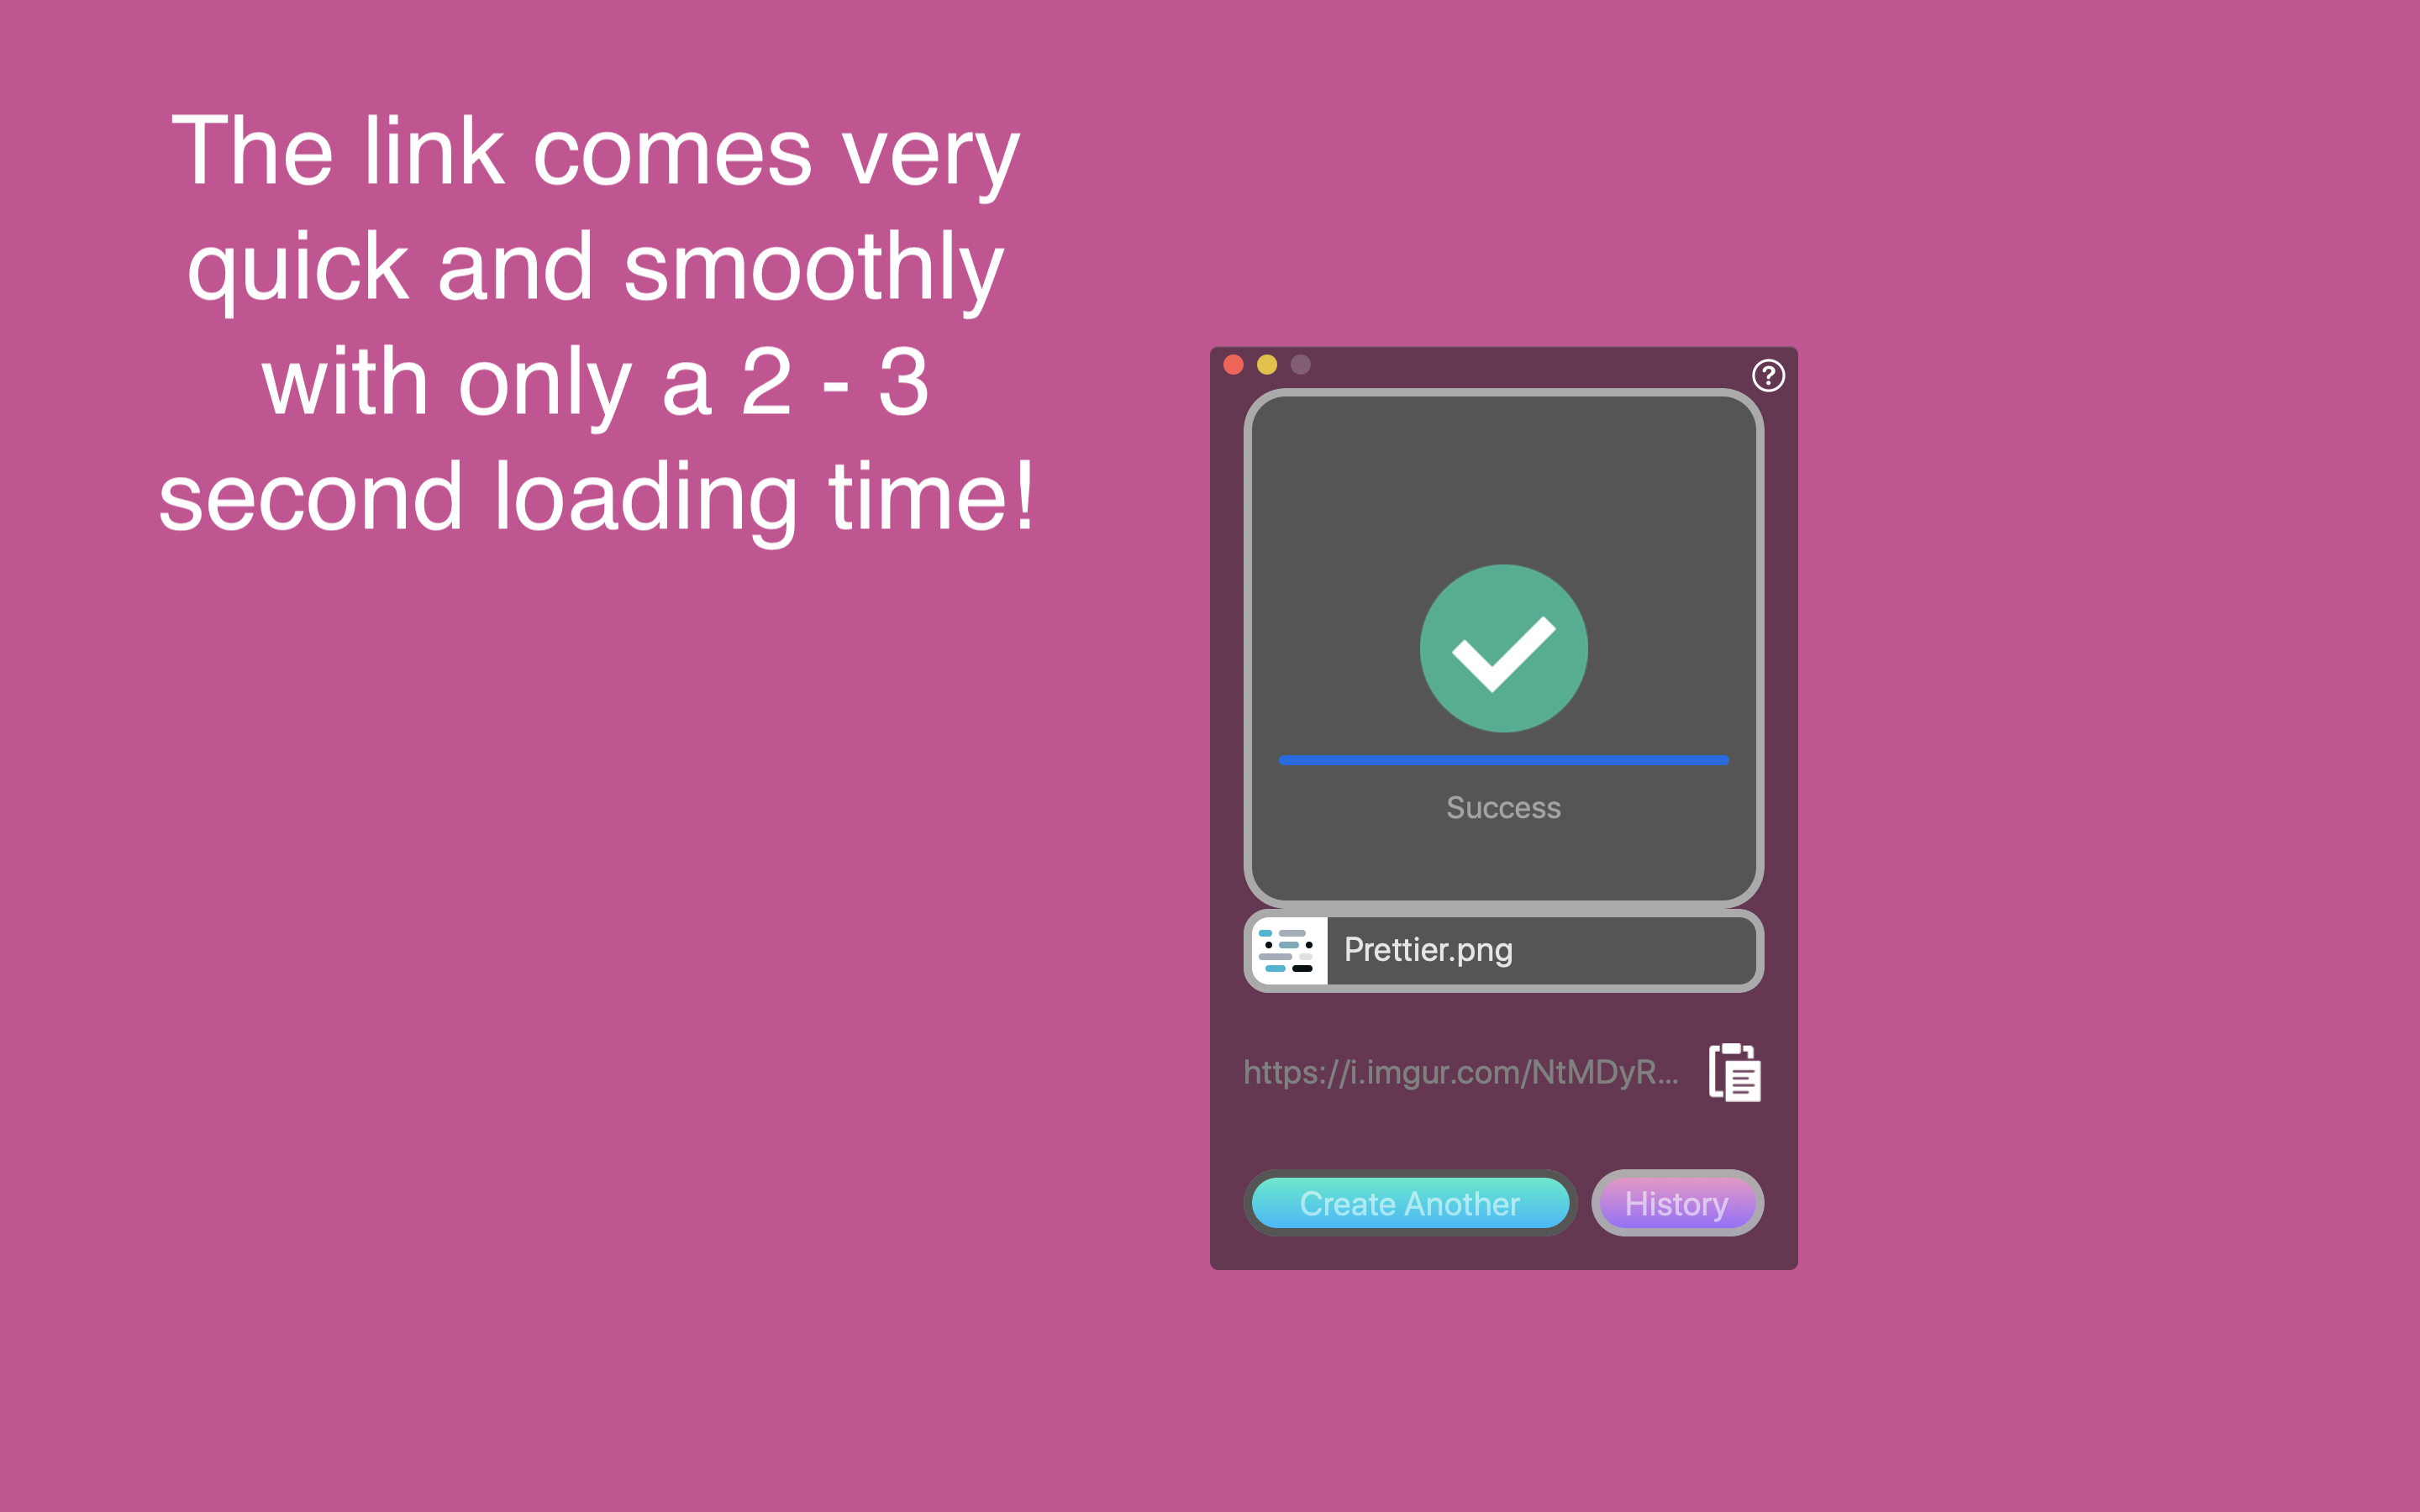 The link comes very
quick and smoothly
with only a 2 - 3
second loading time!
?
Success
Prettier.png
https://i.imgur.com/NtMDyR...
Create Another
History